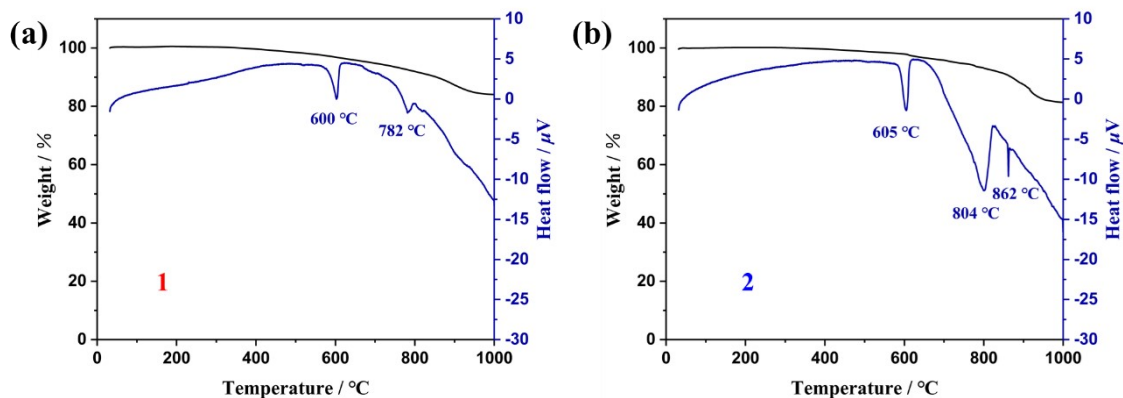 (a)
Weight / %
100
80
60
40
20
0
0 200 400 600 800 1000
Temperature / °C
10
5
0
-5
-10
-15
-20
-25
-30
Heat flow / μV
600 °C
782 °C
1
(b)
Weight / %
100
80
60
40
20
0
0 200 400 600 800 1000
Temperature / °C
10
5
0
-5
-10
-15
-20
-25
-30
Heat flow / μV
605 °C
804 °C
862 °C
2